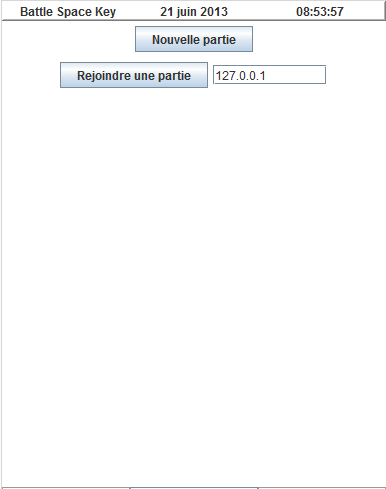 Battle Space Key 21 juin 2013 08:53:57
Nouvelle partie
Rejoindre une partie 127.0.0.1